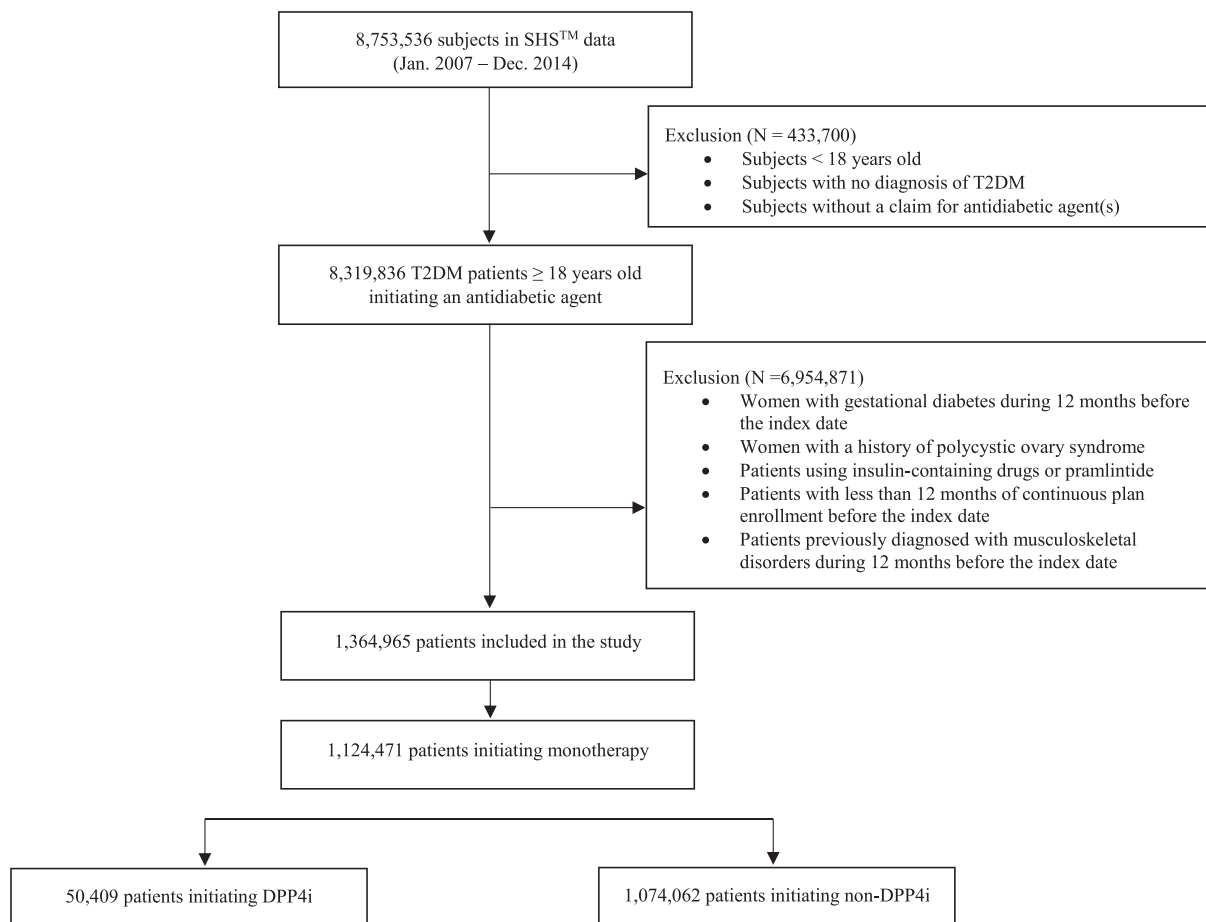 8,753,536 subjects in SHS™ data
(Jan. 2007 – Dec. 2014)
Exclusion (N = 433,700)
• Subjects < 18 years old
• Subjects with no diagnosis of T2DM
• Subjects without a claim for antidiabetic agent(s)
8,319,836 T2DM patients ≥ 18 years old
initiating an antidiabetic agent
Exclusion (N =6,954,871)
• Women with gestational diabetes during 12 months before
the index date
• Women with a history of polycystic ovary syndrome
• Patients using insulin-containing drugs or pramlintide
• Patients with less than 12 months of continuous plan
enrollment before the index date
• Patients previously diagnosed with musculoskeletal
disorders during 12 months before the index date
1,364,965 patients included in the study
1,124,471 patients initiating monotherapy
50,409 patients initiating DPP4i
1,074,062 patients initiating non-DPP4i